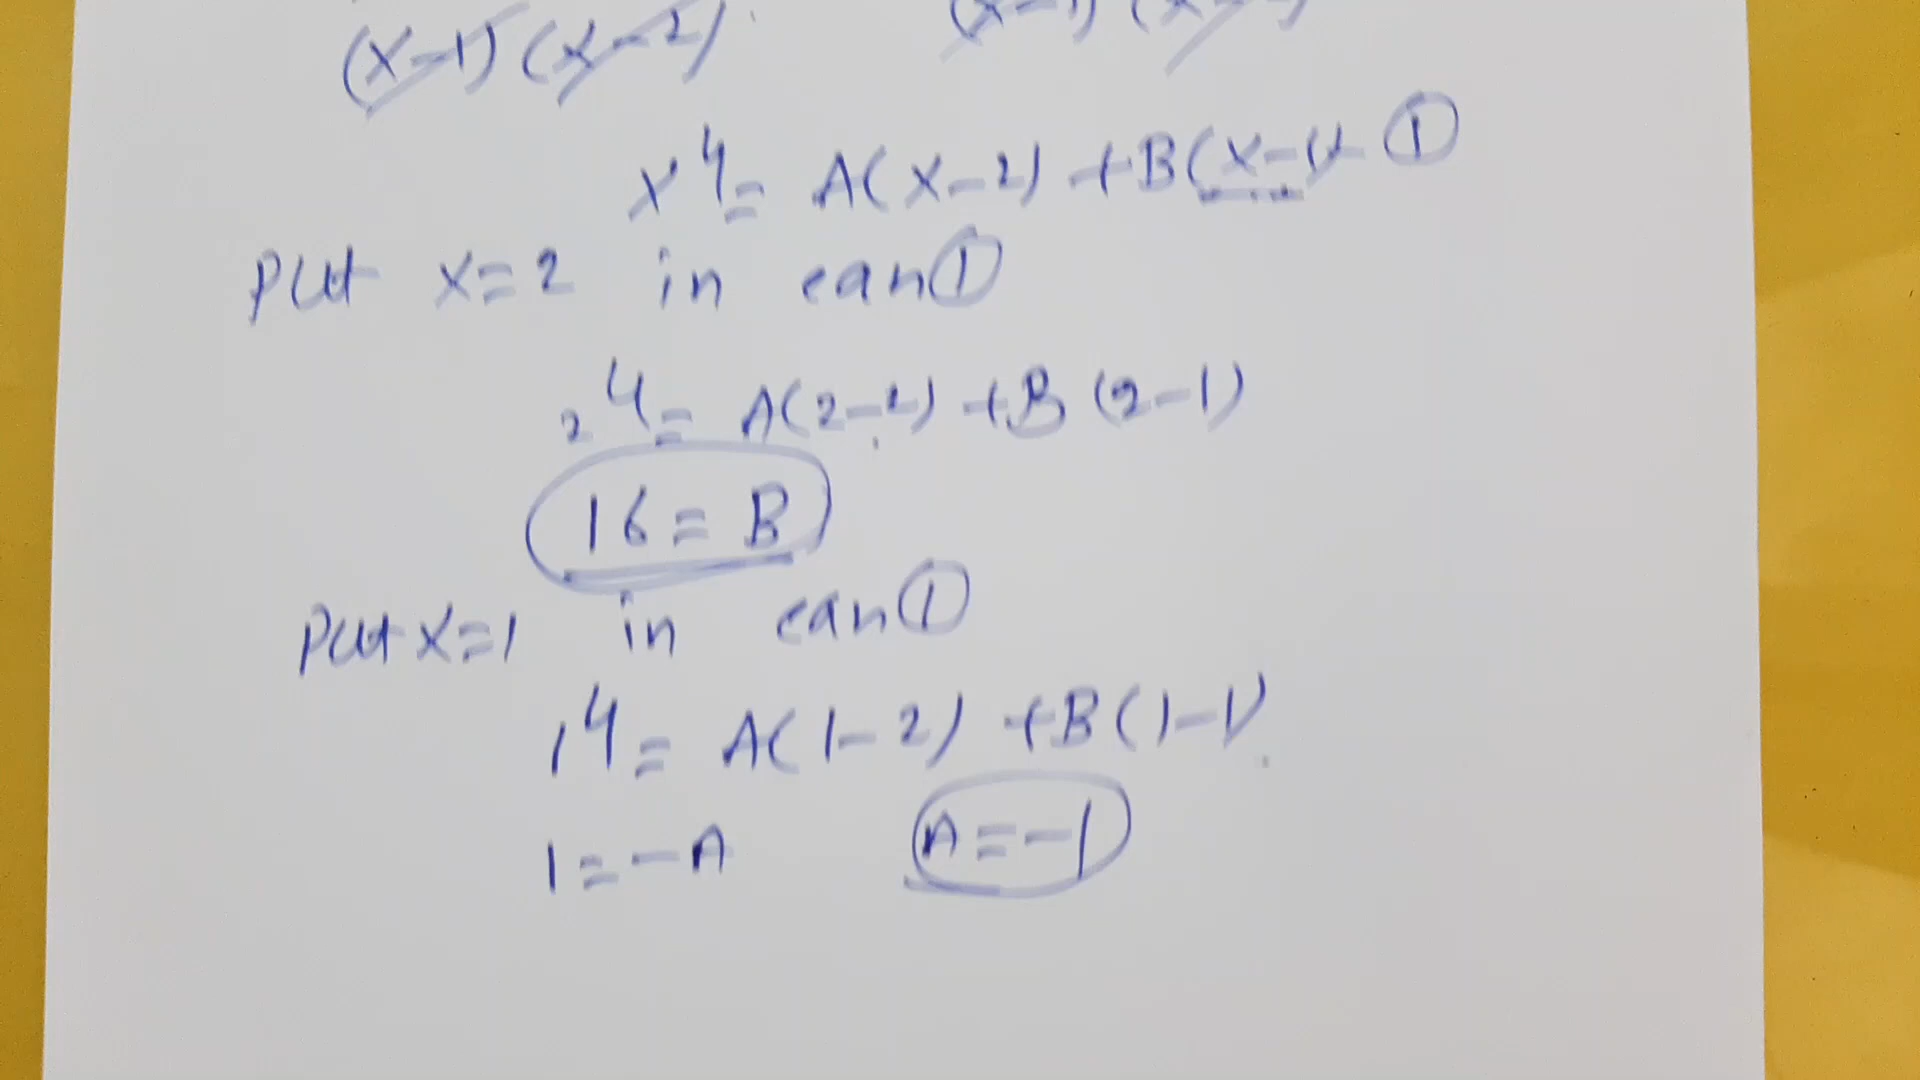 (x-1)(x-2) (x-1)(x
x⁴= A(x-2) +B(x-1)- ①
Put x=2 in eqn①
2⁴= A(2-2) +B(2-1)
16 = B
Put x=1 in eqn①
1⁴= A(1-2) +B(1-1)
1=-A A=-1